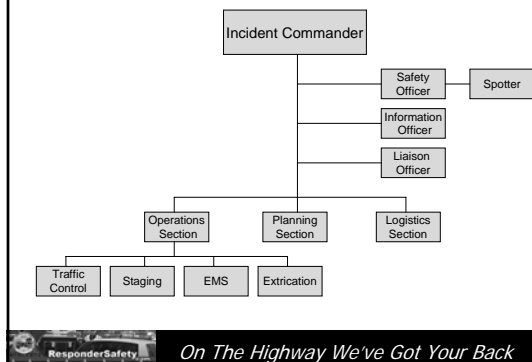 Incident Commander
Safety
Officer
Spotter
Information
Officer
Liaison
Officer
Operations
Section
Planning
Section
Logistics
Section
Traffic
Control
Staging
EMS
Extrication
ResponderSafety
On The Highway We've Got Your Back